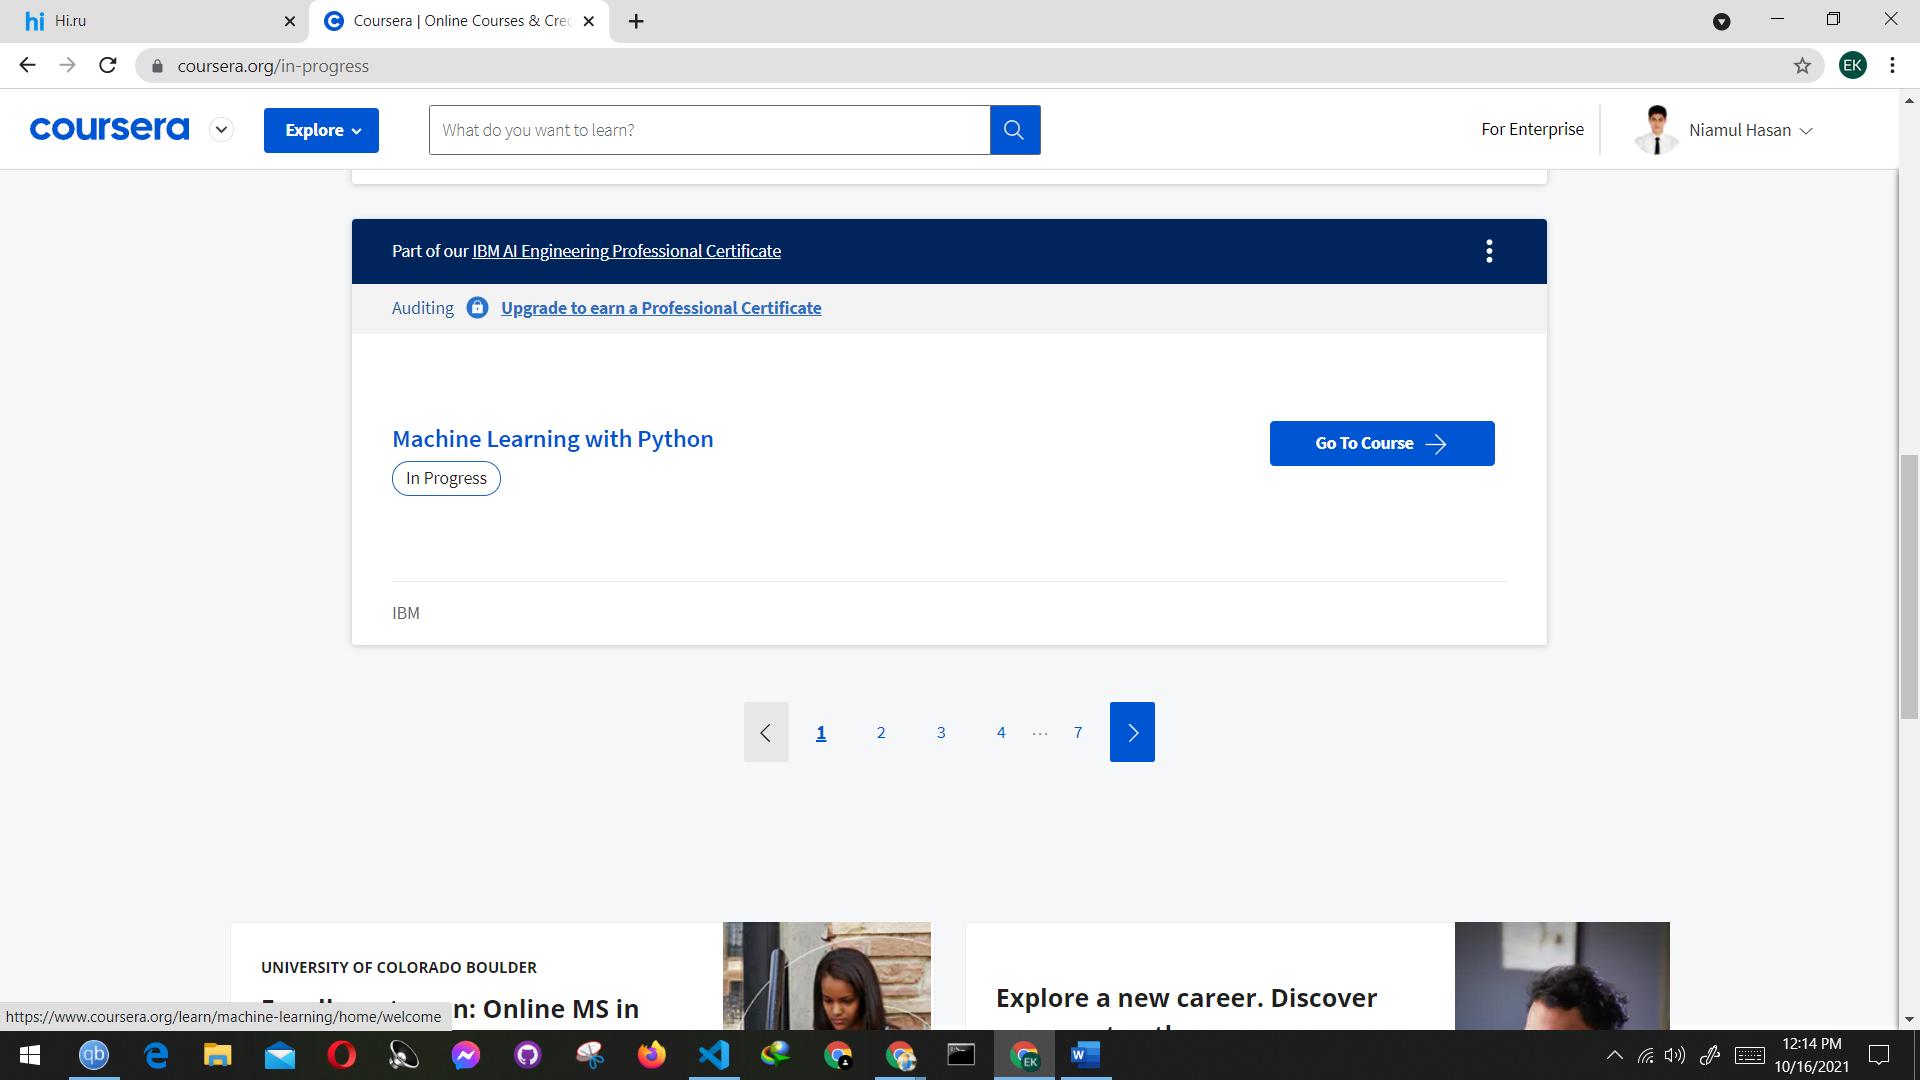 Hi.ru
Coursera | Online Courses & Cre
coursera.org/in-progress
EK
coursera
Explore
What do you want to learn?
For Enterprise
Niamul Hasan
Part of our IBM AI Engineering Professional Certificate
Auditing Upgrade to earn a Professional Certificate
Machine Learning with Python
Go To Course
In Progress
IBM
1 2 3 4 ... 7
UNIVERSITY OF COLORADO BOULDER
n: Online MS in
Explore a new career. Discover
https://www.coursera.org/learn/machine-learning/home/welcome
12:14 PM
10/16/2021